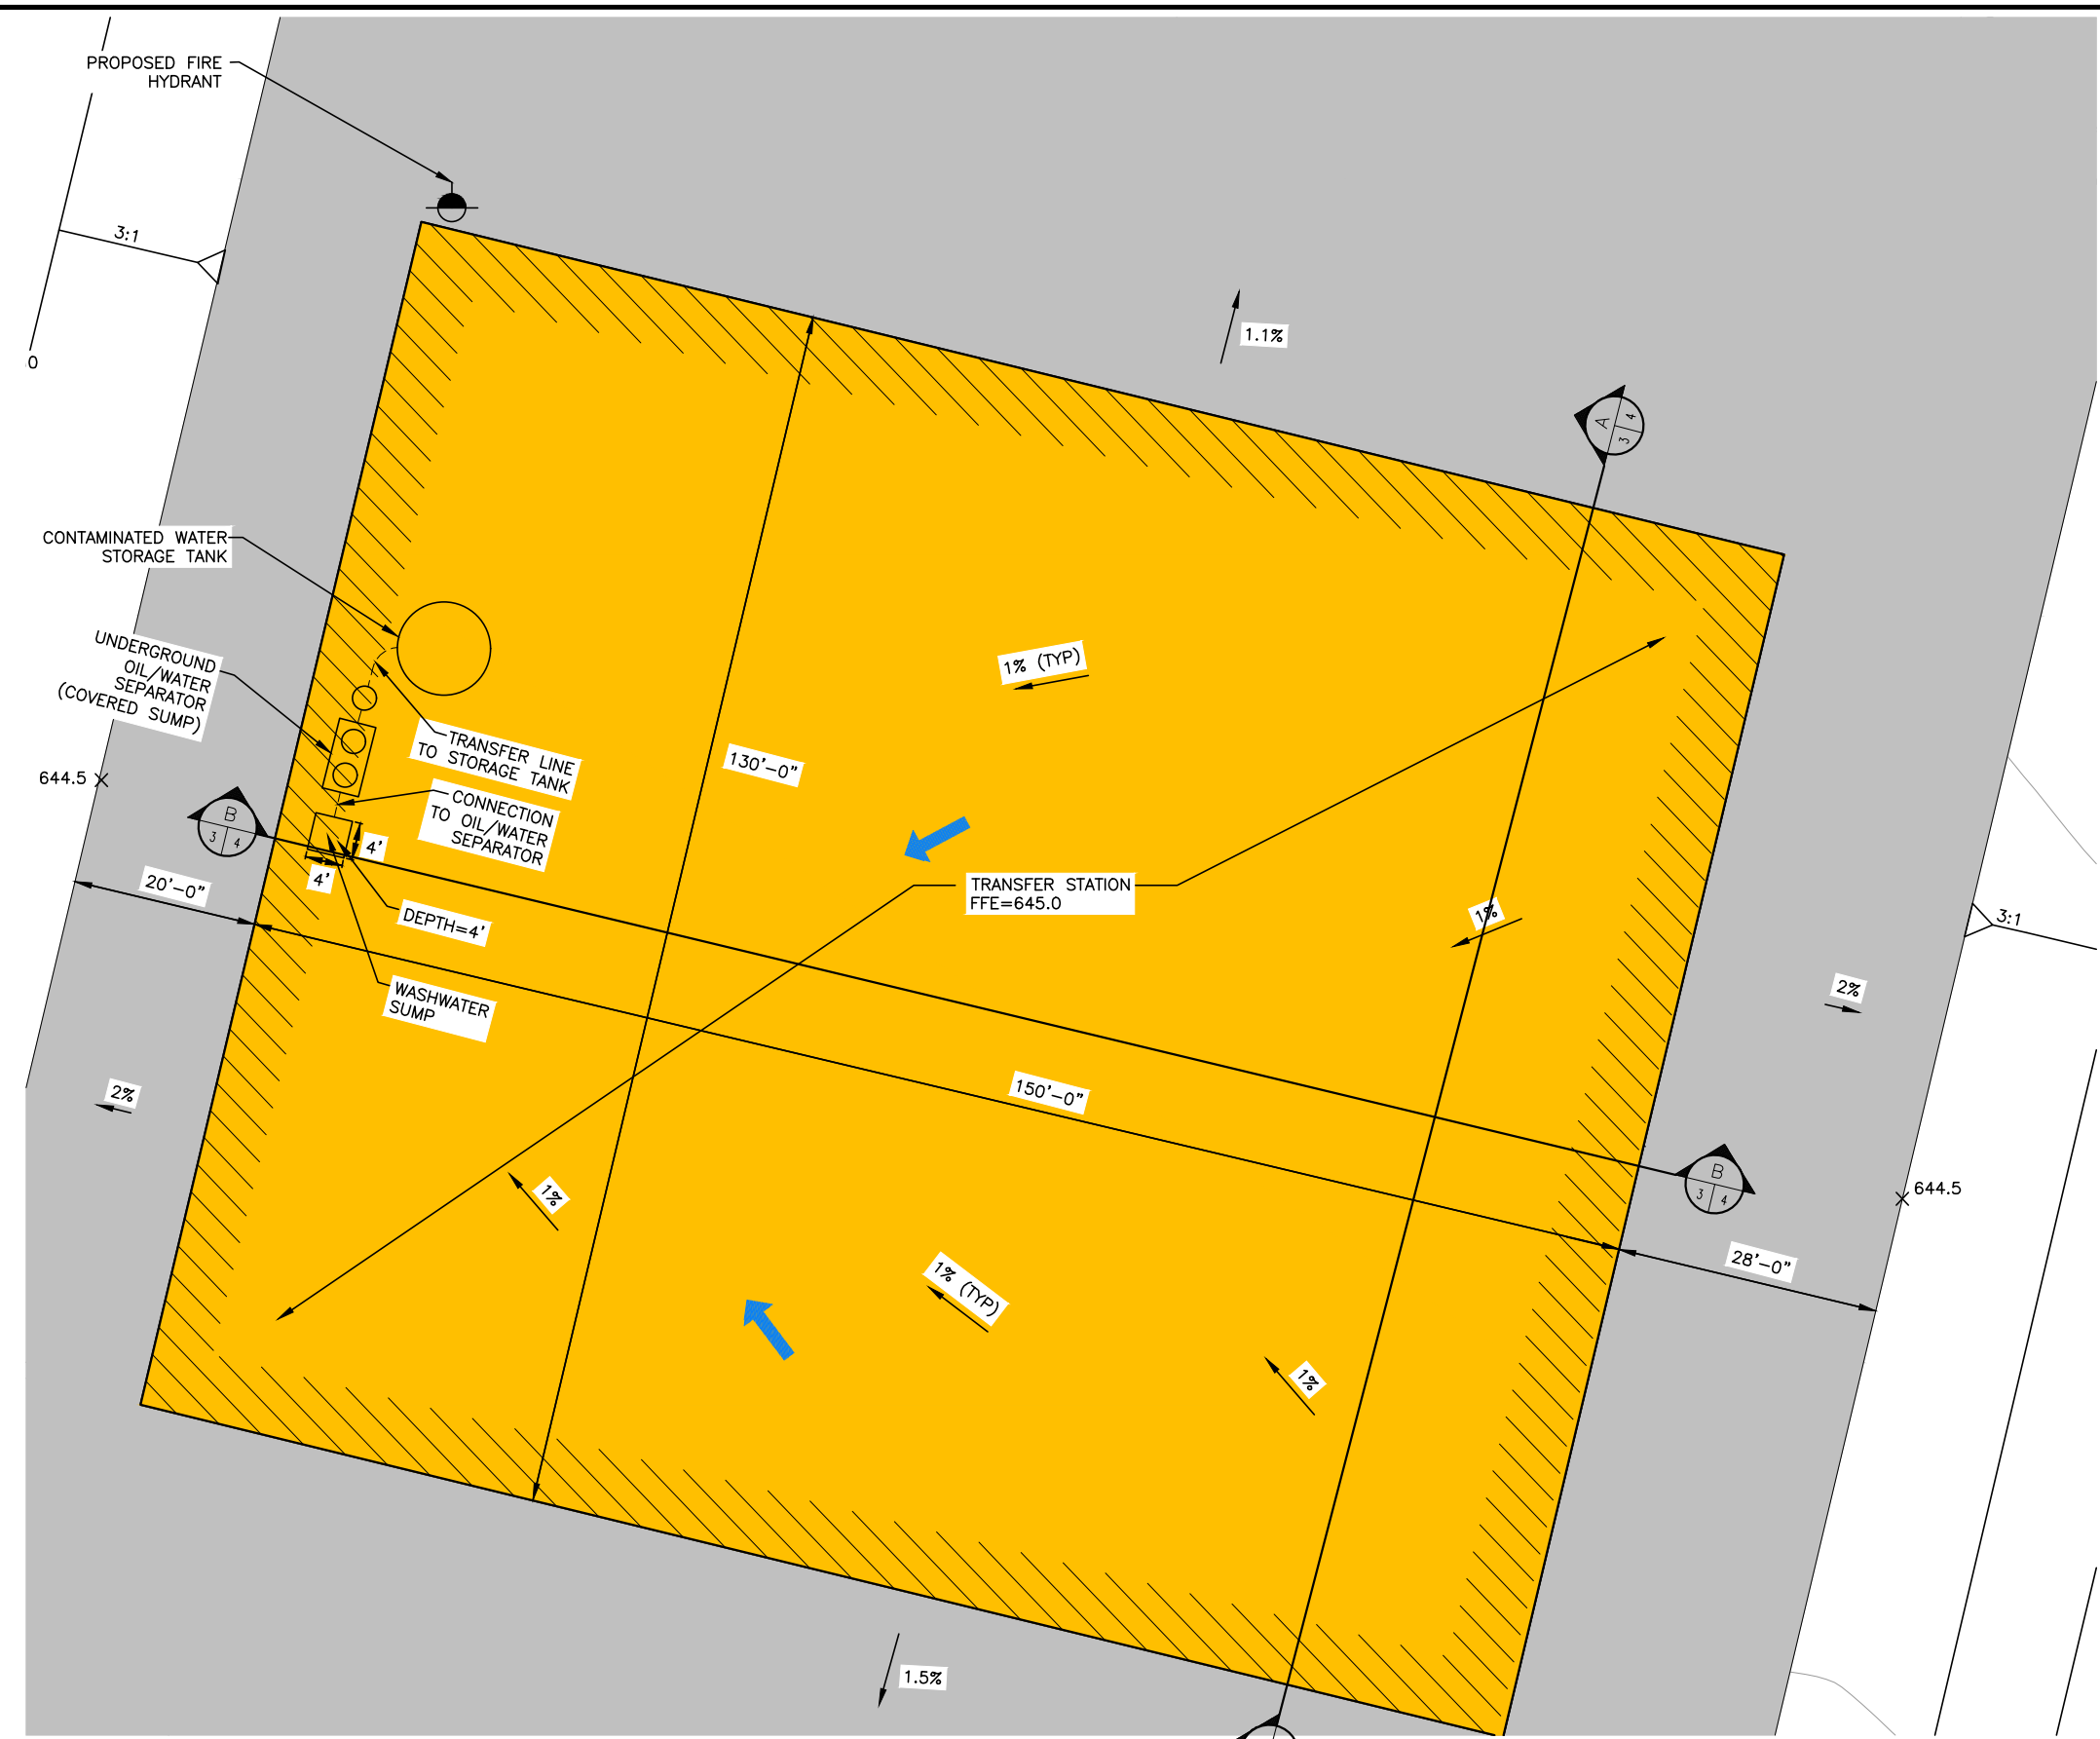 PROPOSED FIRE
HYDRANT
3:1
0
1.1%
A
3
4
CONTAMINATED WATER
STORAGE TANK
UNDERGROUND
OIL/WATER
SEPARATOR
(COVERED SUMP)
1% (TYP)
TRANSFER LINE
TO STORAGE TANK
130'-0"
644.5
CONNECTION
TO OIL/WATER
SEPARATOR
B
3
4
4'
4'
20'-0"
TRANSFER STATION
FFE=645.0
DEPTH=4'
1%
3:1
WASHWATER
SUMP
2%
2%
150'-0"
B
3
4
644.5
1%
28'-0"
1% (TYP)
1%
1.5%